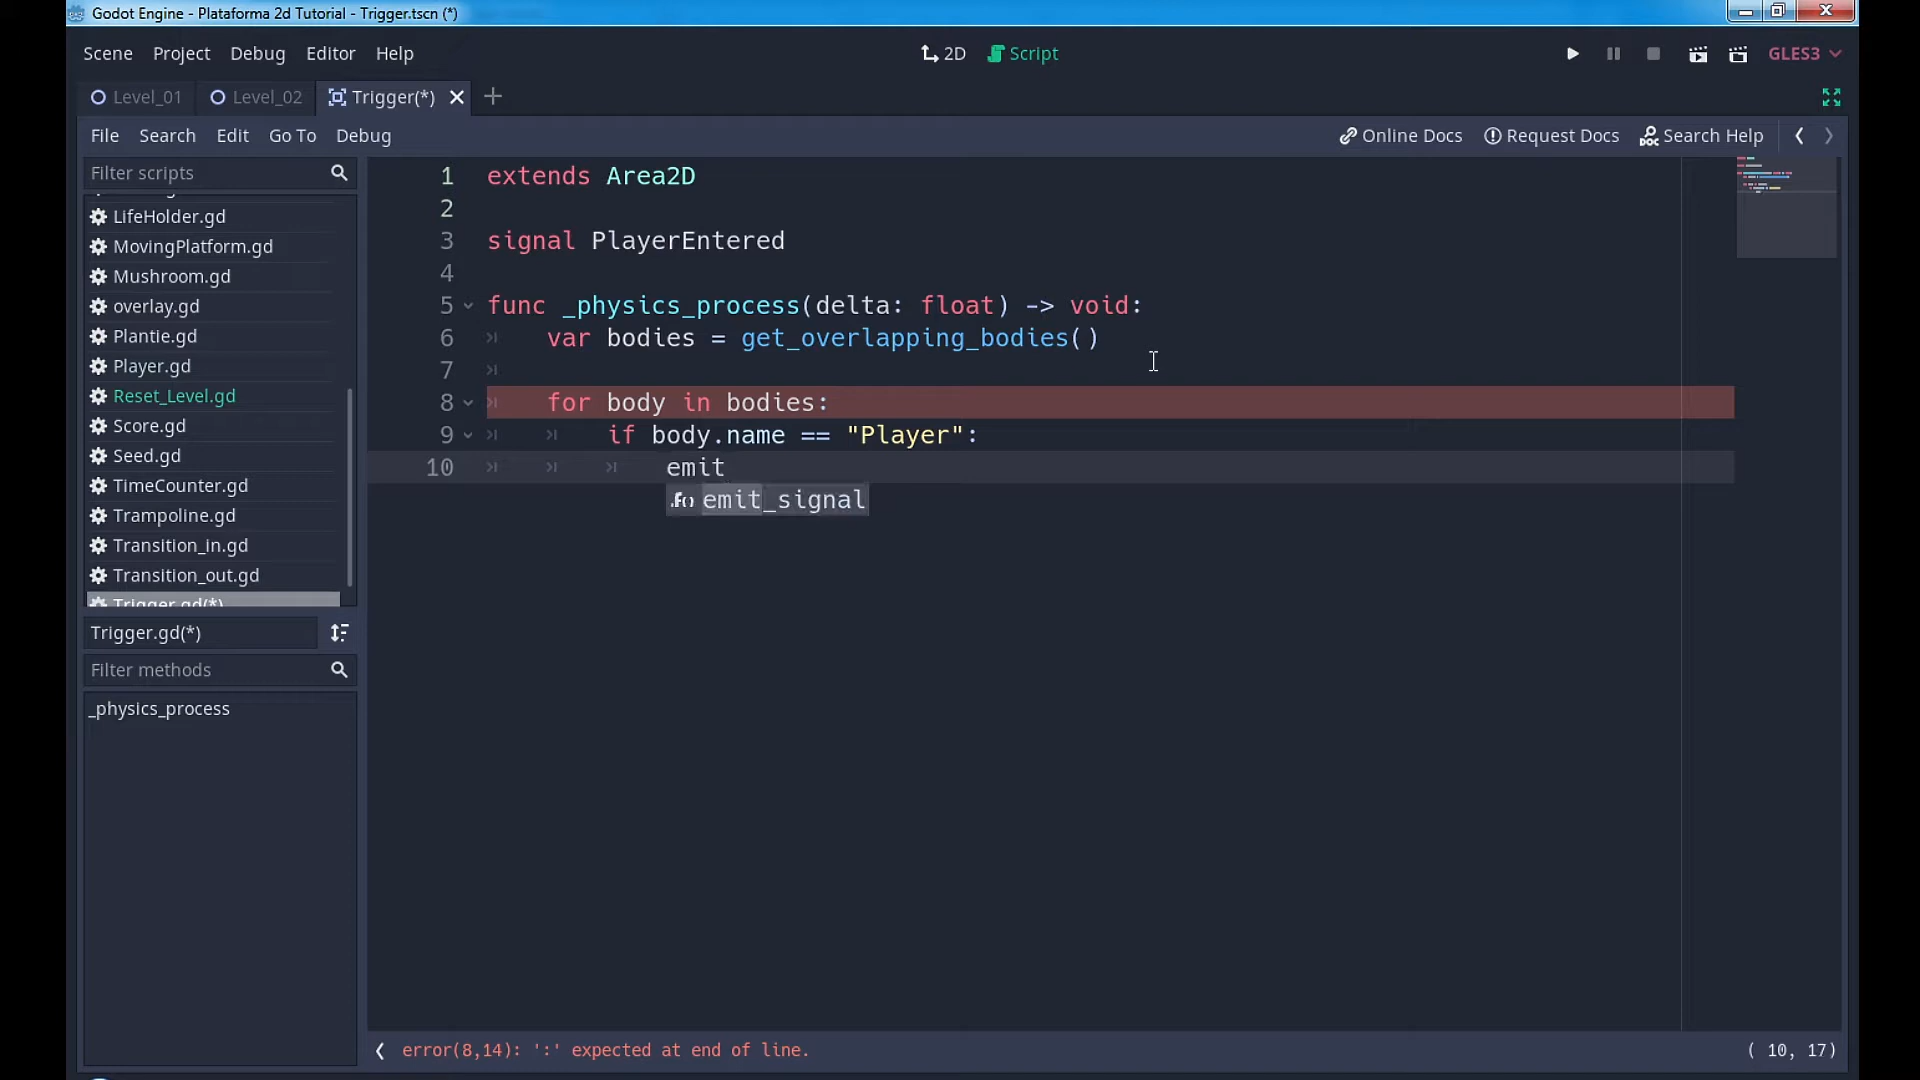 Godot Engine - Plataforma 2d Tutorial - Trigger.tscn (*)
Scene Project Debug Editor Help
2D Script
GLES3
Level_01 Level_02 Trigger(*)
File Search Edit Go To Debug
Online Docs Request Docs Search Help
Filter scripts
LifeHolder.gd
MovingPlatform.gd
Mushroom.gd
overlay.gd
Plantie.gd
Player.gd
Reset_Level.gd
Score.gd
Seed.gd
TimeCounter.gd
Trampoline.gd
Transition_in.gd
Transition_out.gd
Trigger.gd(*)
Trigger.gd(*)
Filter methods
_physics_process
1 extends Area2D
2
3 signal PlayerEntered
4
5 func _physics_process(delta: float) -> void:
6 var bodies = get_overlapping_bodies()
7
8 for body in bodies:
9 if body.name == "Player":
10 emit
emit_signal
error(8,14): ':' expected at end of line.
( 10, 17)